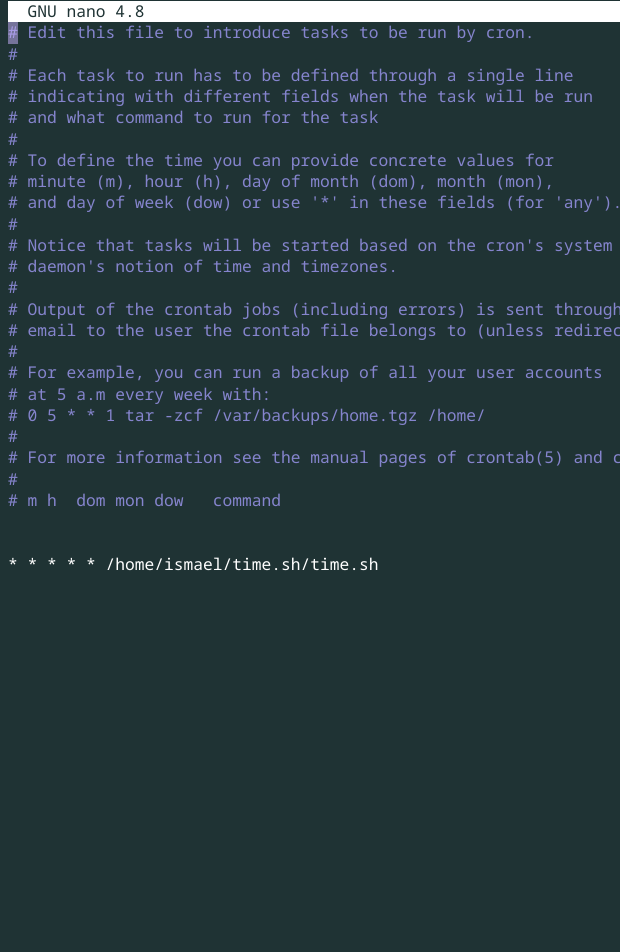 GNU nano 4.8
# Edit this file to introduce tasks to be run by cron.
#
# Each task to run has to be defined through a single line
# indicating with different fields when the task will be run
# and what command to run for the task
#
# To define the time you can provide concrete values for
# minute (m), hour (h), day of month (dom), month (mon),
# and day of week (dow) or use '*' in these fields (for 'any').
#
# Notice that tasks will be started based on the cron's system
# daemon's notion of time and timezones.
#
# Output of the crontab jobs (including errors) is sent through
# email to the user the crontab file belongs to (unless
#
# For example, you can run a backup of all your user accounts
# at 5 a.m every week with:
# 0 5 * * 1 tar -zcf /var/backups/home.tgz /home/
#
# For more information see the manual pages of crontab(5) and
#
# m h  dom mon dow   command
* * * * * /home/ismael/time.sh/time.sh